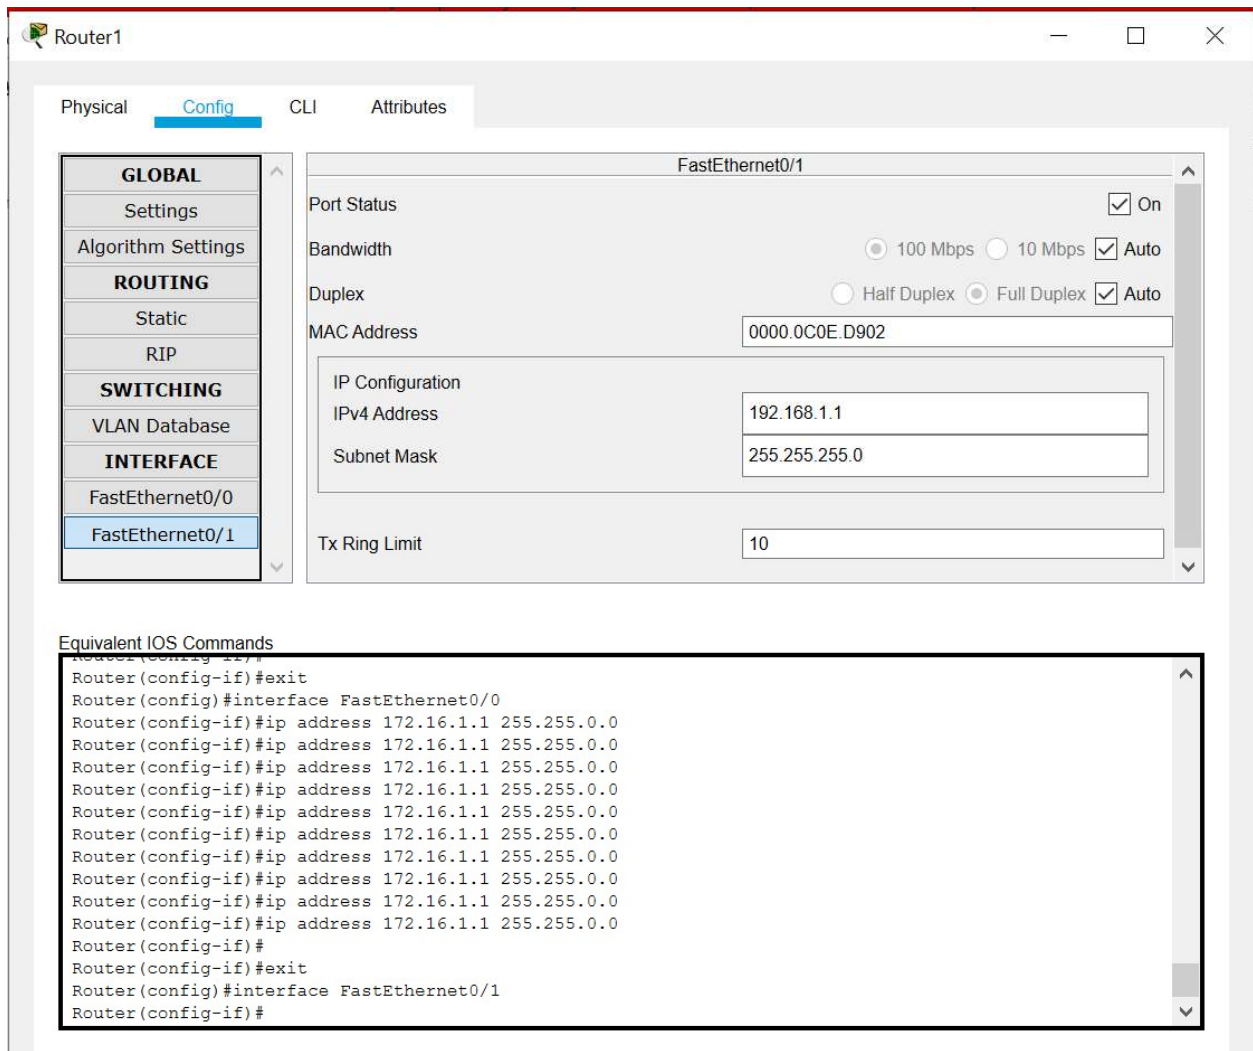 Router1
Physical Config CLI Attributes
GLOBAL
Settings
Algorithm Settings
ROUTING
Static
RIP
SWITCHING
VLAN Database
INTERFACE
FastEthernet0/0
FastEthernet0/1
FastEthernet0/1
Port Status On
Bandwidth 100 Mbps 10 Mbps Auto
Duplex Half Duplex Full Duplex Auto
MAC Address 0000.0C0E.D902
IP Configuration
IPv4 Address 192.168.1.1
Subnet Mask 255.255.255.0
Tx Ring Limit 10
Equivalent IOS Commands
Router(config-if)#
Router(config-if)#exit
Router(config)#interface FastEthernet0/0
Router(config-if)#ip address 172.16.1.1 255.255.0.0
Router(config-if)#ip address 172.16.1.1 255.255.0.0
Router(config-if)#ip address 172.16.1.1 255.255.0.0
Router(config-if)#ip address 172.16.1.1 255.255.0.0
Router(config-if)#ip address 172.16.1.1 255.255.0.0
Router(config-if)#ip address 172.16.1.1 255.255.0.0
Router(config-if)#ip address 172.16.1.1 255.255.0.0
Router(config-if)#ip address 172.16.1.1 255.255.0.0
Router(config-if)#ip address 172.16.1.1 255.255.0.0
Router(config-if)#ip address 172.16.1.1 255.255.0.0
Router(config-if)#
Router(config-if)#exit
Router(config)#interface FastEthernet0/1
Router(config-if)#